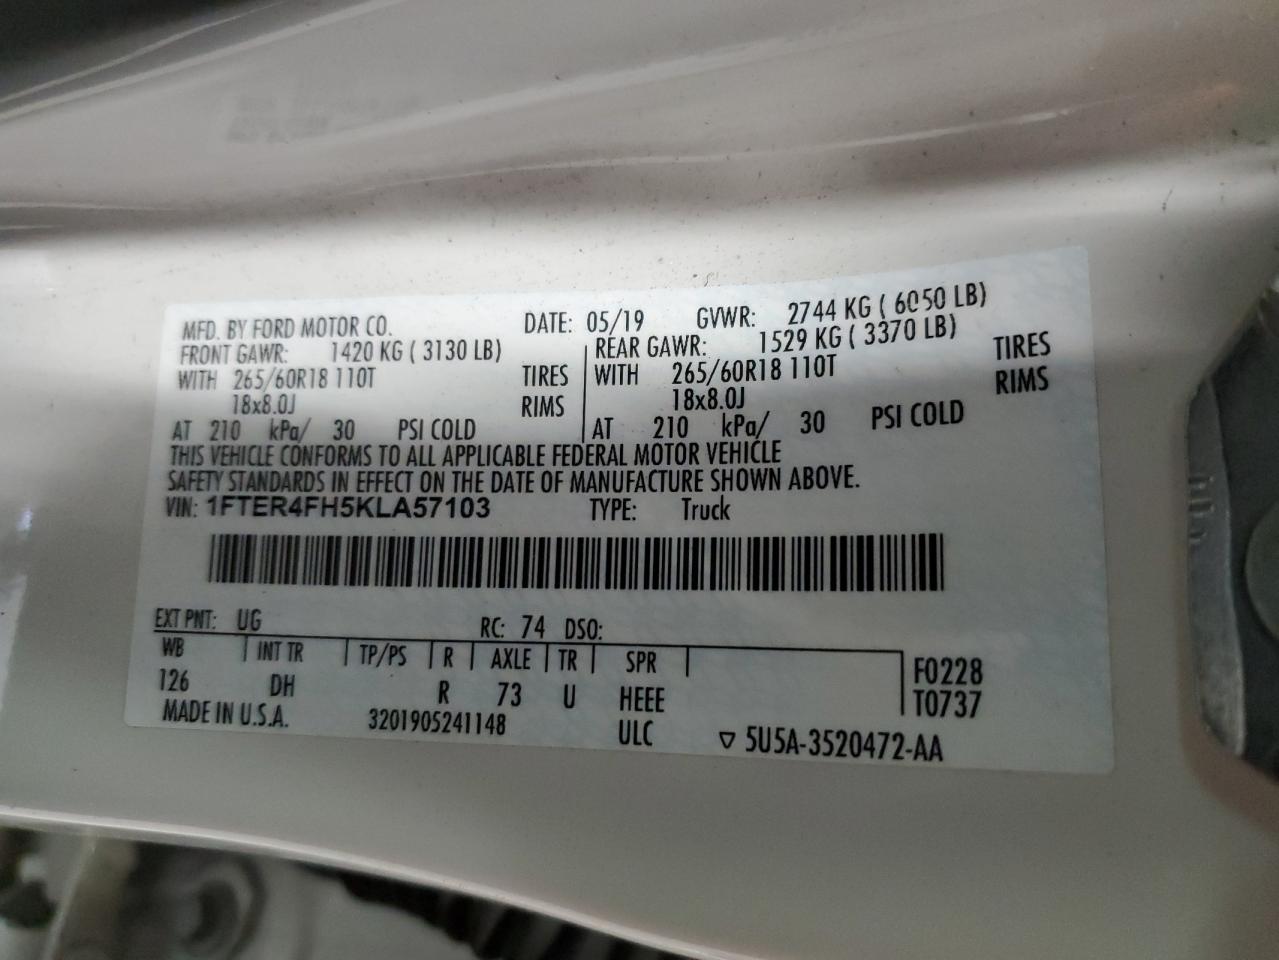 MFD. BY FORD MOTOR CO. DATE: 05/19 GVWR: 2744 KG ( 6050 LB)
FRONT GAWR: 1420 KG ( 3130 LB) REAR GAWR: 1529 KG ( 3370 LB)
WITH 265/60R18 110T TIRES WITH 265/60R18 110T TIRES
18x8.0J RIMS 18x8.0J RIMS
AT 210 kPa/ 30 PSI COLD AT 210 kPa/ 30 PSI COLD
THIS VEHICLE CONFORMS TO ALL APPLICABLE FEDERAL MOTOR VEHICLE
SAFETY STANDARDS IN EFFECT ON THE DATE OF MANUFACTURE SHOWN ABOVE.
VIN: 1FTER4FH5KLA57103 TYPE: Truck
EXT PNT: UG RC: 74 DSO:
WB INT TR TP/PS R AXLE TR SPR F0228
126 DH R 73 U HEEE T0737
MADE IN U.S.A. 3201905241148 ULC ▽ 5U5A-3520472-AA